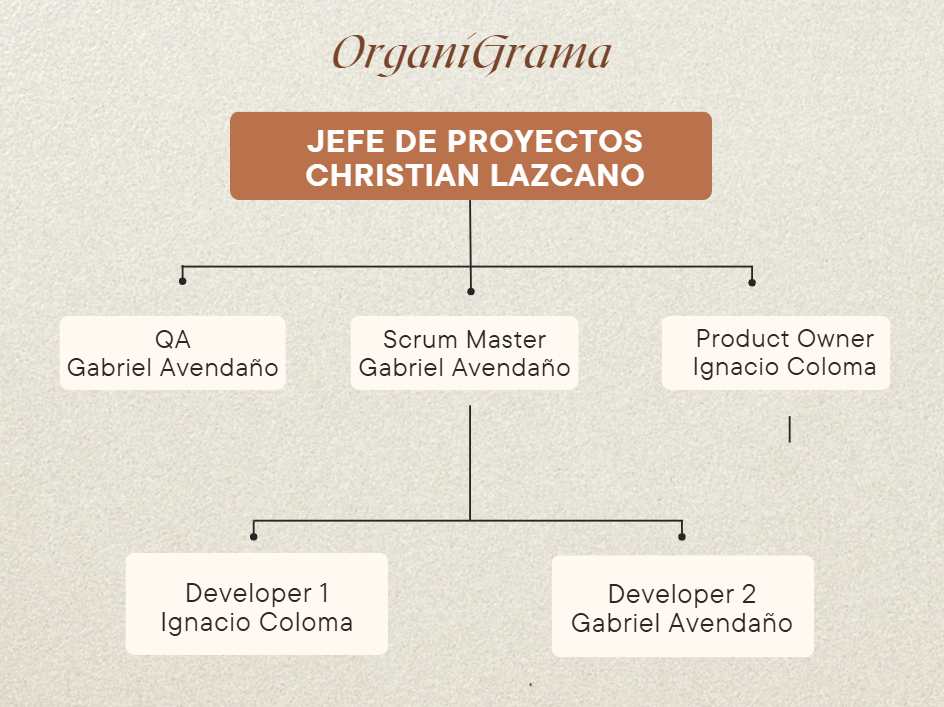 OrganíGrama
JEFE DE PROYECTOS
CHRISTIAN LAZCANO
QA
Gabriel Avendaño
Scrum Master
Gabriel Avendaño
Product Owner
Ignacio Coloma
Developer 1
Ignacio Coloma
Developer 2
Gabriel Avendaño